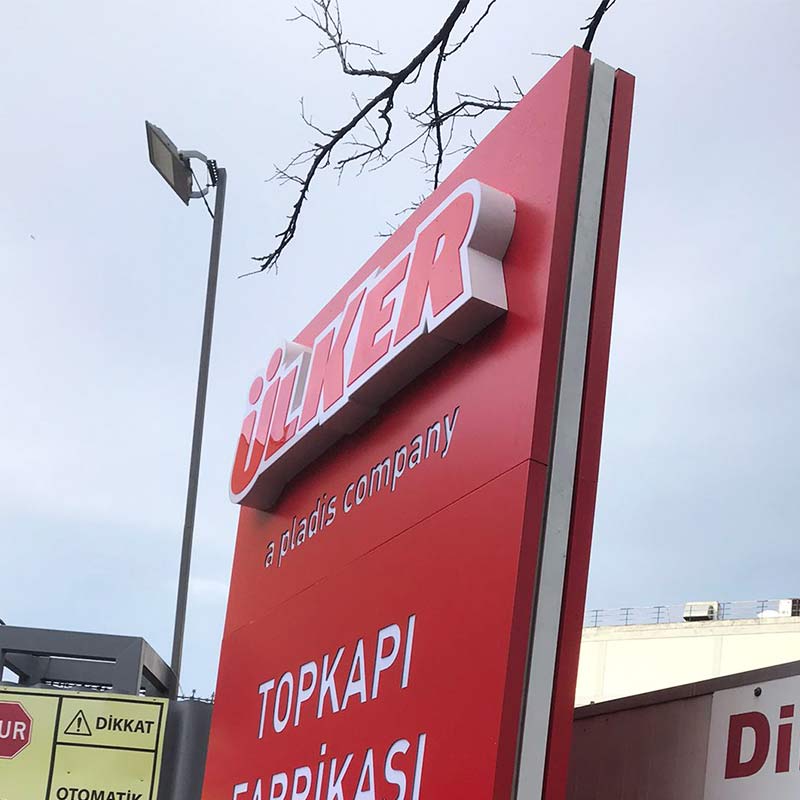 ÜLKER
a pladis company
TOPKAPI
FABRİKASI
UR
DİKKAT
OTOMATİK
Di